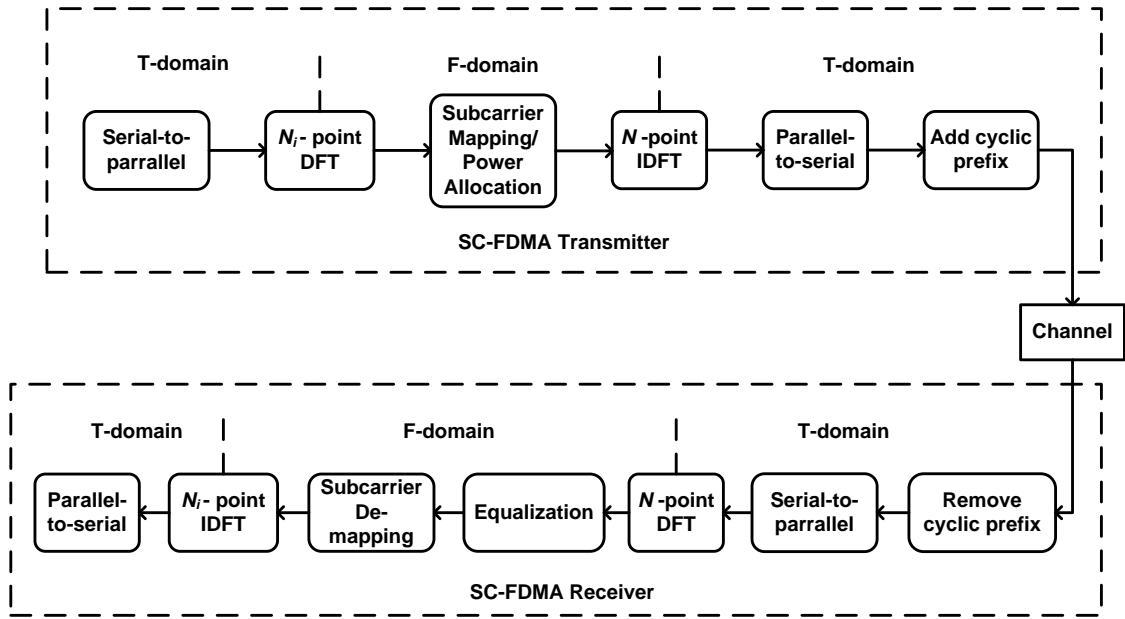 T-domain
F-domain
T-domain
Serial-to-
parrallel
Ni - point
DFT
Subcarrier
Mapping/
Power
Allocation
N -point
IDFT
Parallel-
to-serial
Add cyclic
prefix
SC-FDMA Transmitter
Channel
T-domain
F-domain
T-domain
Parallel-
to-serial
Ni - point
IDFT
Subcarrier
De-
mapping
Equalization
N -point
DFT
Serial-to-
parrallel
Remove
cyclic prefix
SC-FDMA Receiver